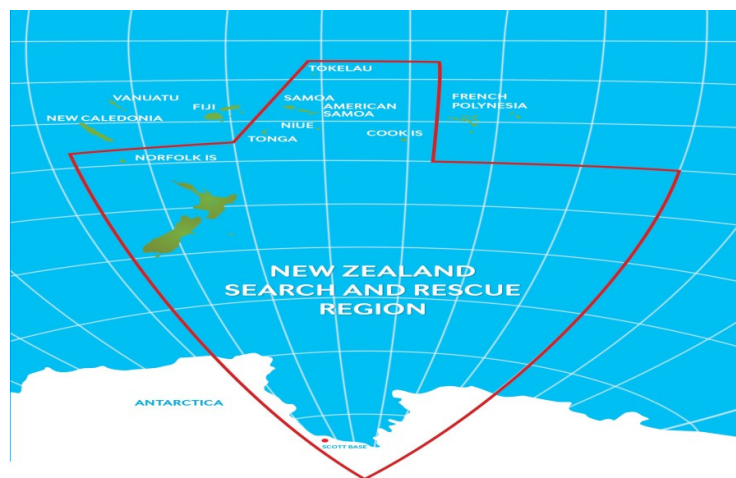 TOKELAU
VANUATU
FIJI
SAMOA
AMERICAN
SAMOA
FRENCH
POLYNESIA
NEW CALEDONIA
NIUE
TONGA
COOK IS
NORFOLK IS
NEW ZEALAND
SEARCH AND RESCUE
REGION
ANTARCTICA
SCOTT BASE